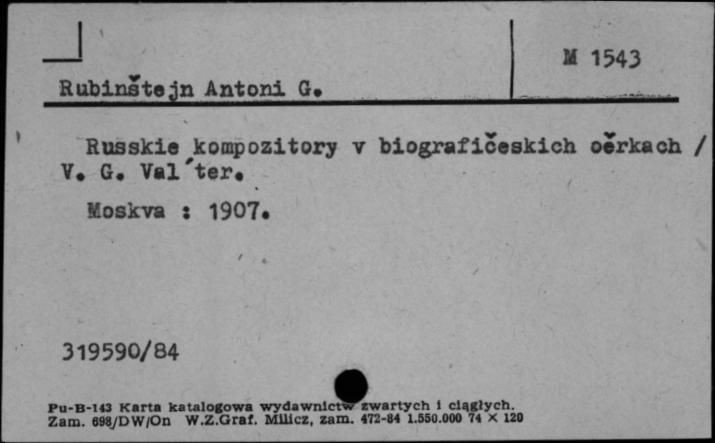 M 1543
Rubinštejn Antoni G.
Russkie kompozitory v biografičeskich oěrkach /
V. G. Val´ter.
Moskva : 1907.
319590/84
Pu-B-143 Karta katalogowa wydawnictw zwartych i ciągłych.
Zam. 698/DW/On W.Z.Graf. Milicz, zam. 472-84 1.550.000 74 × 120